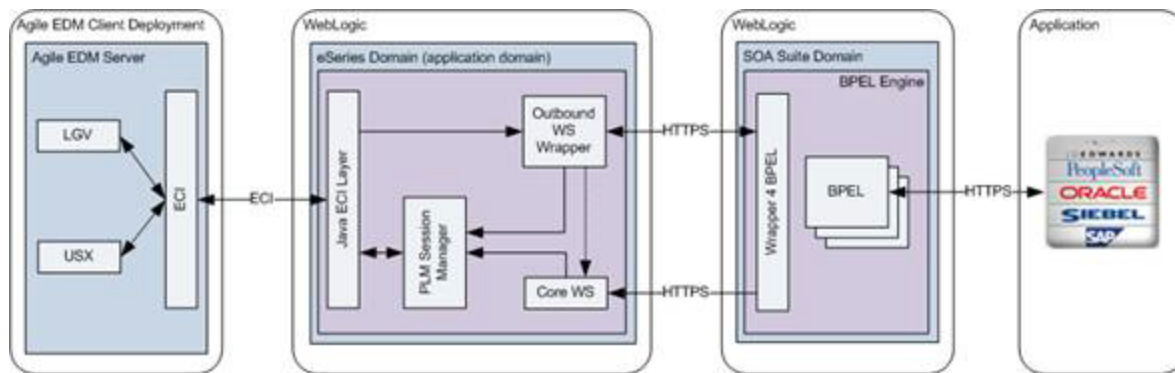 Agile EDM Client Deployment
Agile EDM Server
LGV
USX
ECI
ECI
WebLogic
eSeries Domain (application domain)
Java ECI Layer
PLM Session
Manager
Outbound
WS
Wrapper
Core WS
HTTPS
HTTPS
WebLogic
SOA Suite Domain
BPEL Engine
Wrapper 4 BPEL
BPEL
HTTPS
Application
JDEDWARDS
PeopleSoft
ORACLE
SIEBEL
SAP